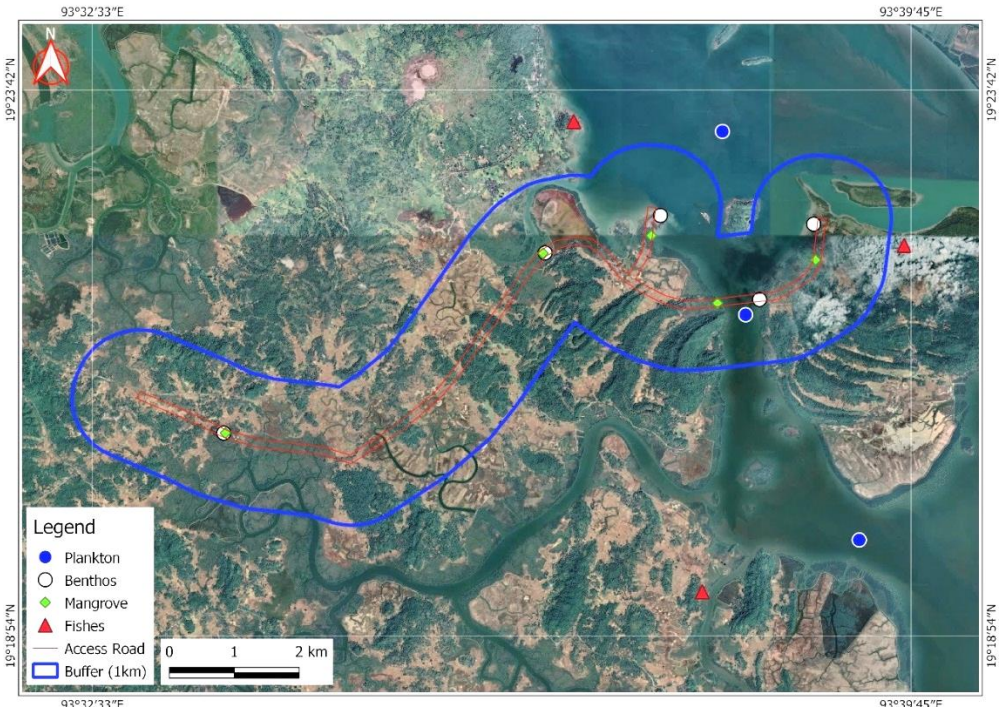 93°32'33"E
93°39'45"E
N
19°23'42"N
19°23'42"N
Legend
Plankton
Benthos
Mangrove
Fishes
Access Road
Buffer (1km)
0 1 2 km
19°18'54"N
19°18'54"N
93°32'33"E
93°39'45"E